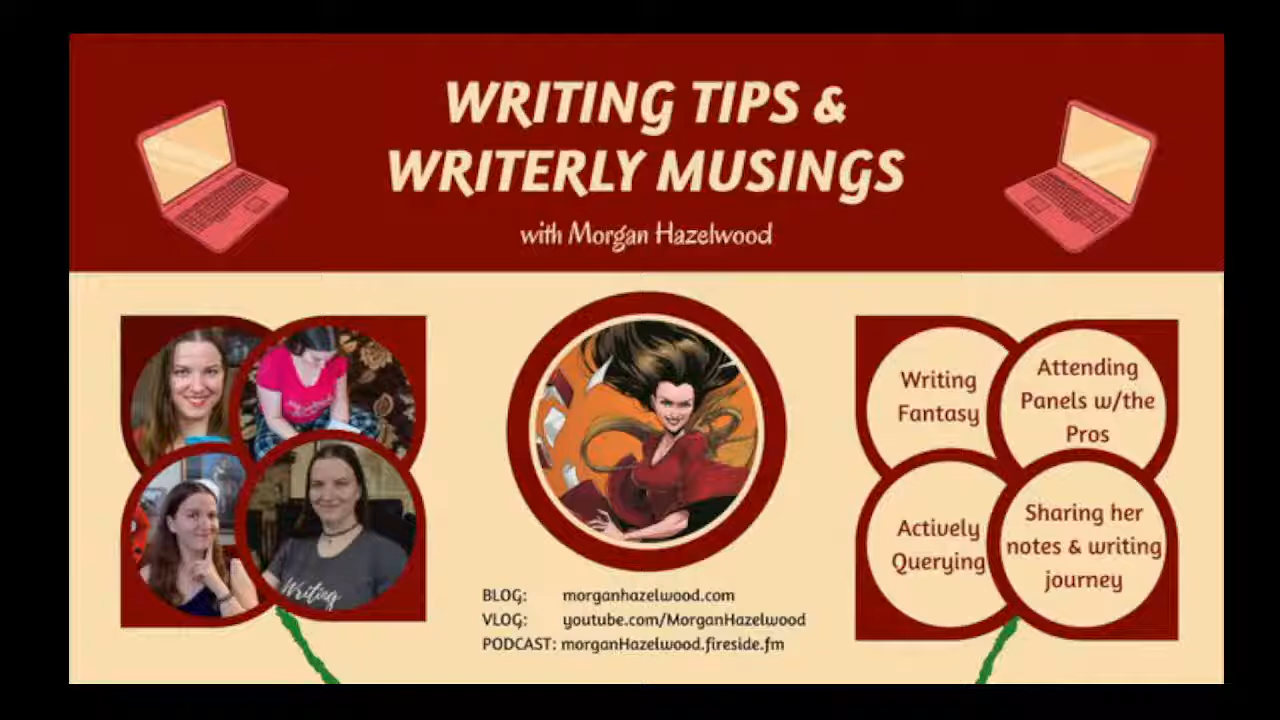 WRITING TIPS &
WRITERLY MUSINGS
with Morgan Hazelwood
Writing
Writing
Fantasy
Attending
Panels w/the
Pros
Actively
Querying
Sharing her
notes & writing
journey
BLOG: morganhazelwood.com
VLOG: youtube.com/MorganHazelwood
PODCAST: morganHazelwood.fireside.fm